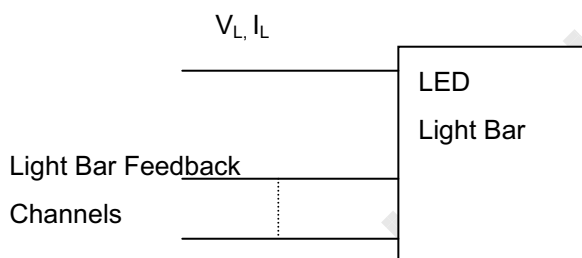 V_L, I_L
LED
Light Bar
Light Bar Feedback
Channels